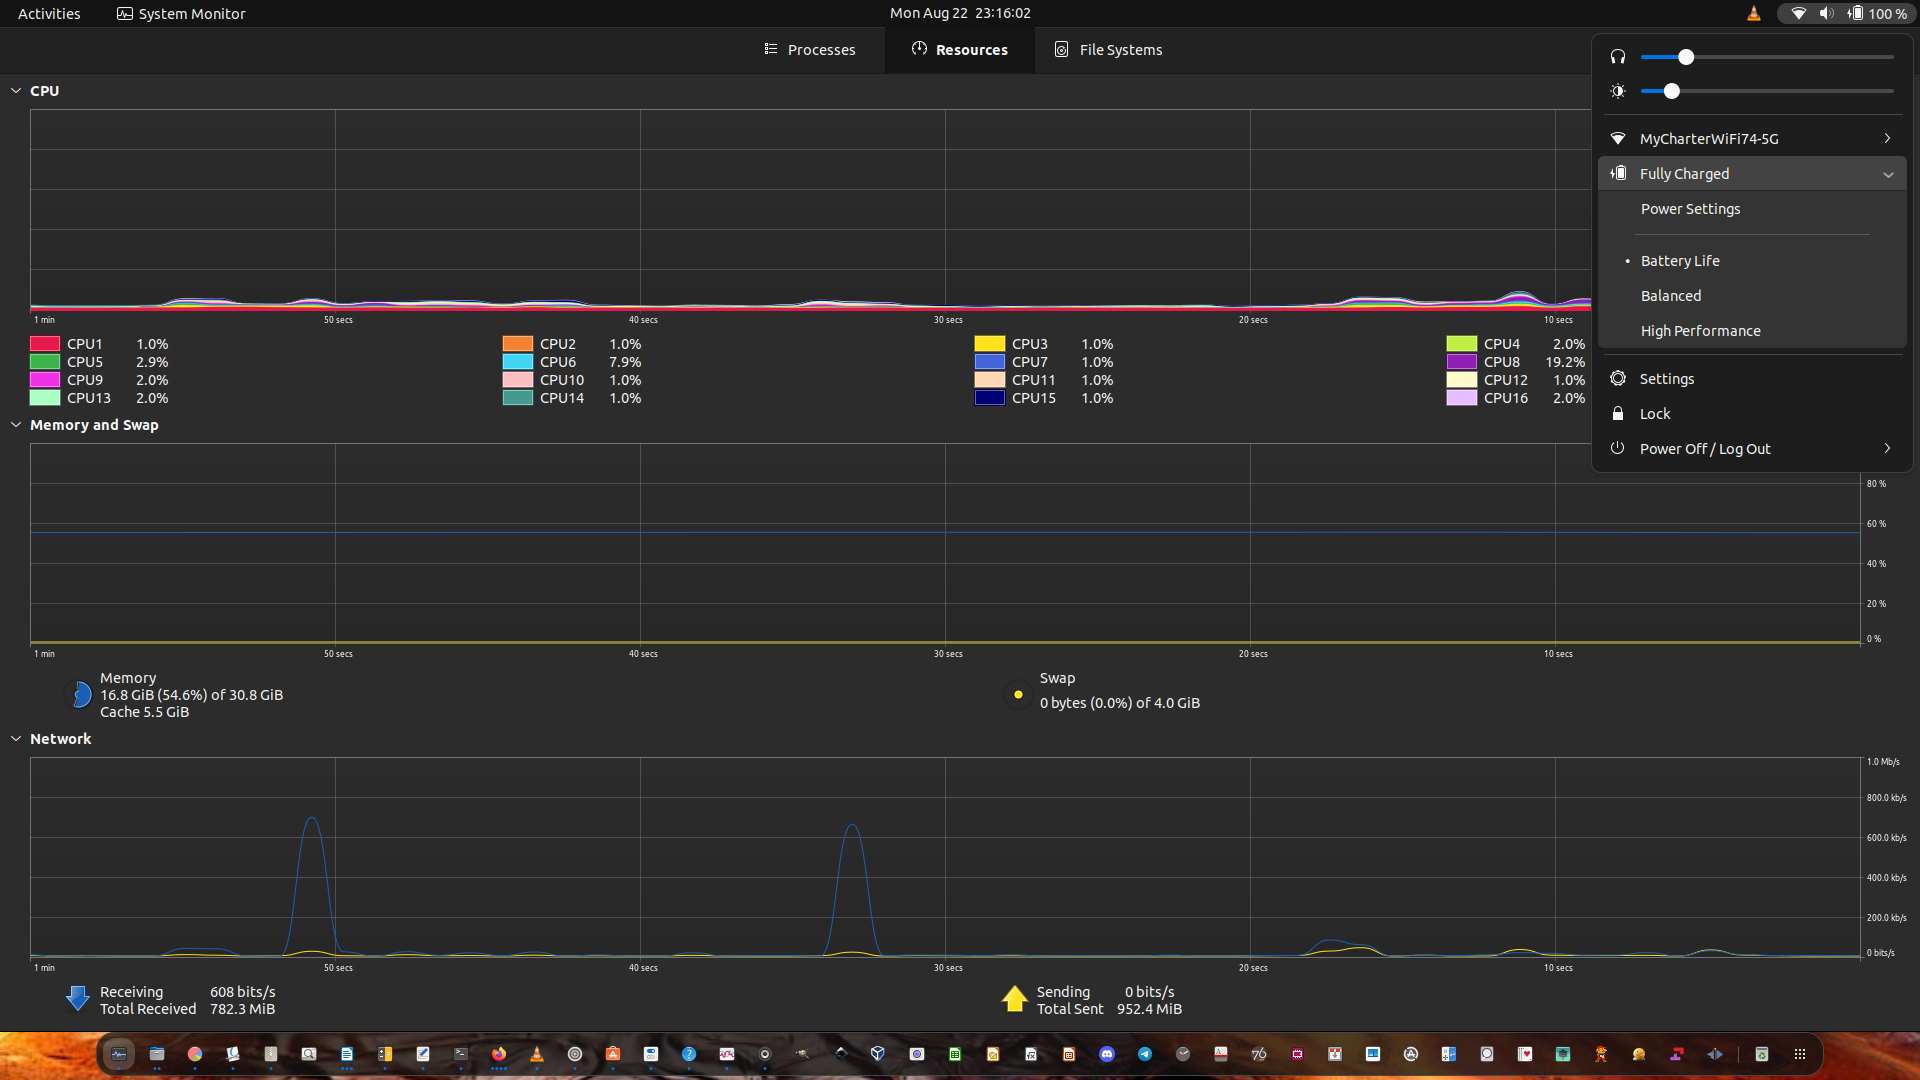 Activities
System Monitor
Mon Aug 22 23:16:02
100 %
Processes
Resources
File Systems
CPU
1 min
50 secs
40 secs
30 secs
20 secs
10 secs
CPU1 1.0%
CPU2 1.0%
CPU3 1.0%
CPU4 2.0%
CPU5 2.9%
CPU6 7.9%
CPU7 1.0%
CPU8 19.2%
CPU9 2.0%
CPU10 1.0%
CPU11 1.0%
CPU12 1.0%
CPU13 2.0%
CPU14 1.0%
CPU15 1.0%
CPU16 2.0%
MyCharterWiFi74-5G
Fully Charged
Power Settings
Battery Life
Balanced
High Performance
Settings
Lock
Power Off / Log Out
Memory and Swap
80 %
60 %
40 %
20 %
0 %
1 min
50 secs
40 secs
30 secs
20 secs
10 secs
Memory
16.8 GiB (54.6%) of 30.8 GiB
Cache 5.5 GiB
Swap
0 bytes (0.0%) of 4.0 GiB
Network
1.0 Mb/s
800.0 kb/s
600.0 kb/s
400.0 kb/s
200.0 kb/s
0 bits/s
1 min
50 secs
40 secs
30 secs
20 secs
10 secs
Receiving 608 bits/s
Total Received 782.3 MiB
Sending 0 bits/s
Total Sent 952.4 MiB
76